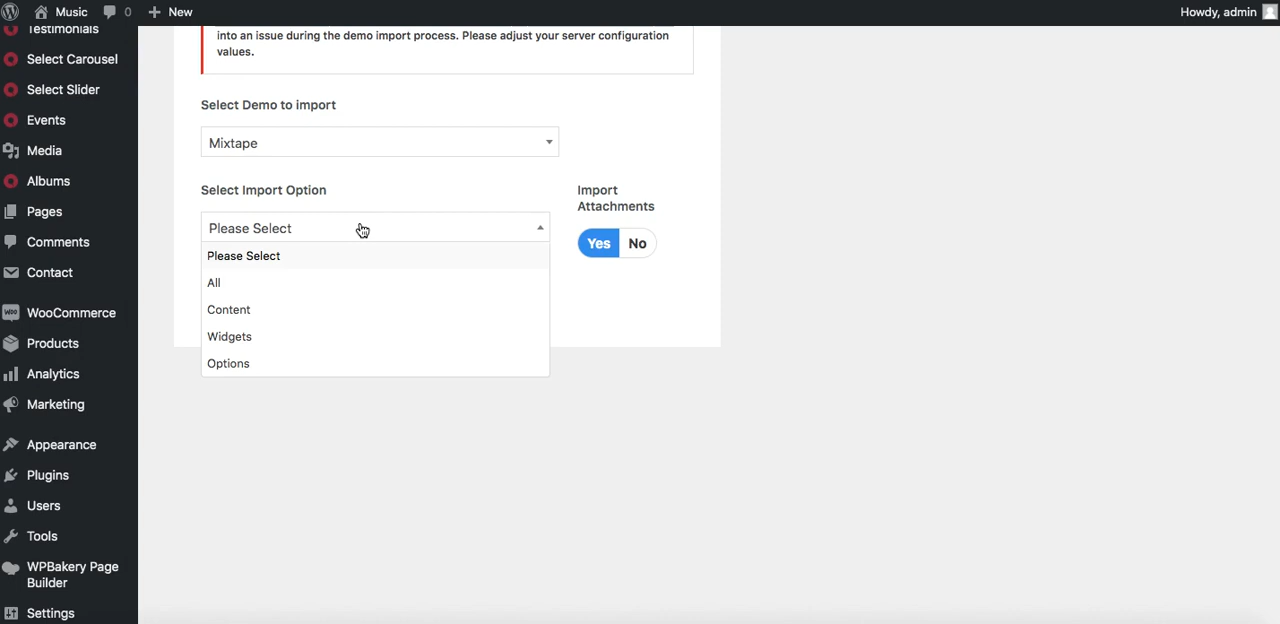 Music
0
New
Howdy, admin
Testimonials
Select Carousel
Select Slider
Events
Media
Albums
Pages
Comments
Contact
WOO
WooCommerce
Products
Analytics
Marketing
Appearance
Plugins
Users
Tools
WPBakery Page
Builder
Settings
into an issue during the demo import process. Please adjust your server configuration
values.
Select Demo to import
Mixtape
Select Import Option
Please Select
Please Select
All
Content
Widgets
Options
Import
Attachments
Yes
No